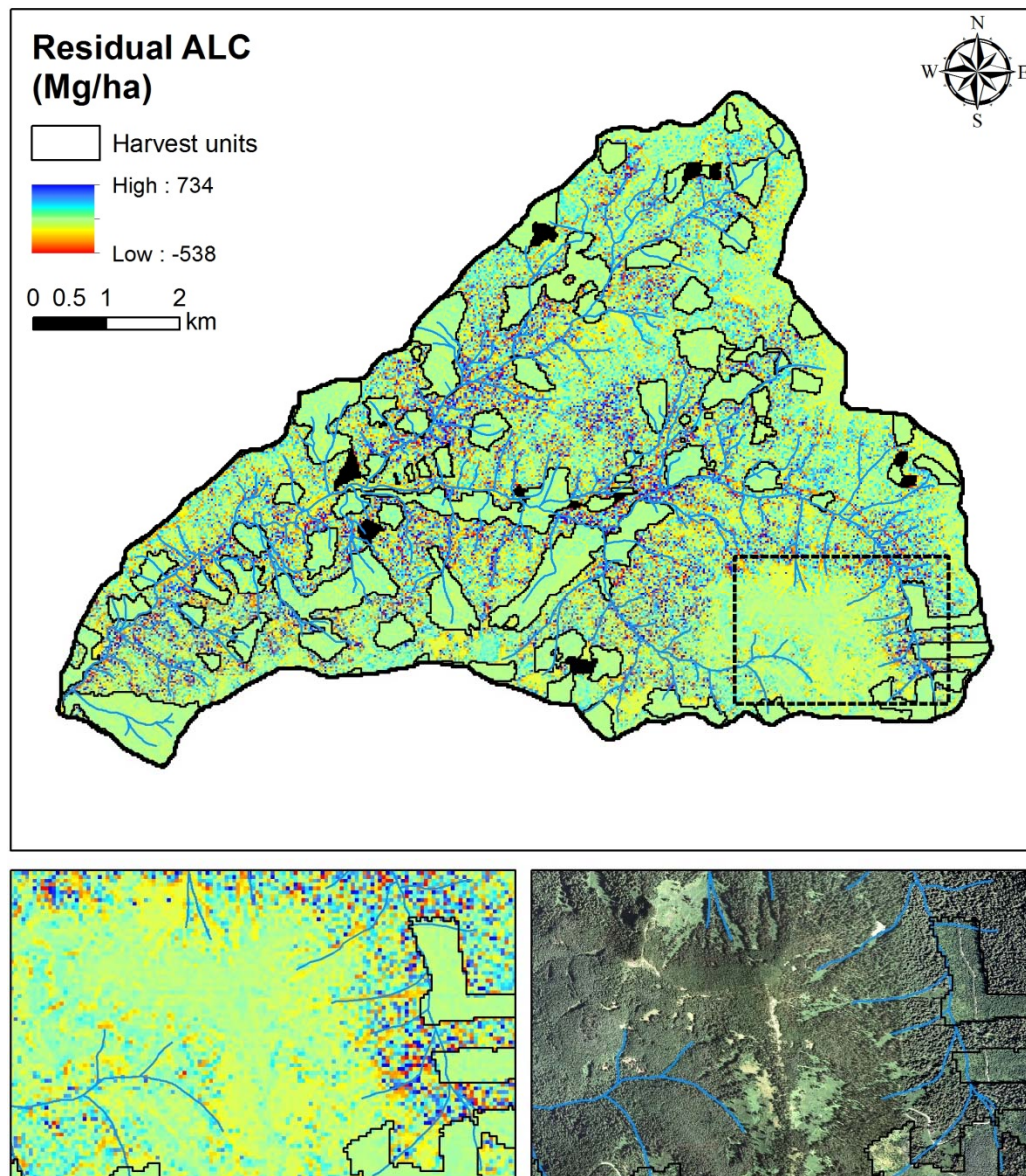 Residual ALC
(Mg/ha)
N
W E
S
Harvest units
High : 734
Low : -538
0 0.5 1 2
km